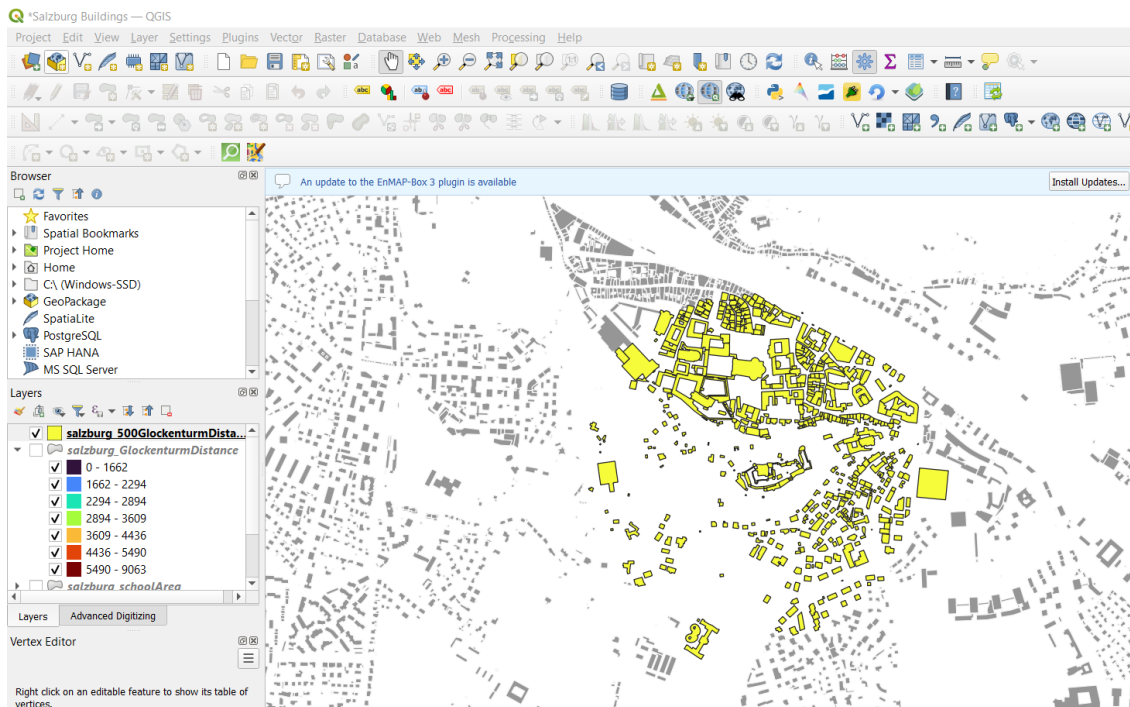 *Salzburg Buildings — QGIS
Project Edit View Layer Settings Plugins Vector Raster Database Web Mesh Processing Help
abc abc abc
Browser
An update to the EnMAP-Box 3 plugin is available
Install Updates...
Favorites
Spatial Bookmarks
Project Home
Home
C:\ (Windows-SSD)
GeoPackage
SpatiaLite
PostgreSQL
SAP HANA
MS SQL Server
Layers
salzburg_500GlockenturmDista...
salzburg_GlockenturmDistance
0 - 1662
1662 - 2294
2294 - 2894
2894 - 3609
3609 - 4436
4436 - 5490
5490 - 9063
salzburg_schoolArea
Layers Advanced Digitizing
Vertex Editor
Right click on an editable feature to show its table of
vertices.